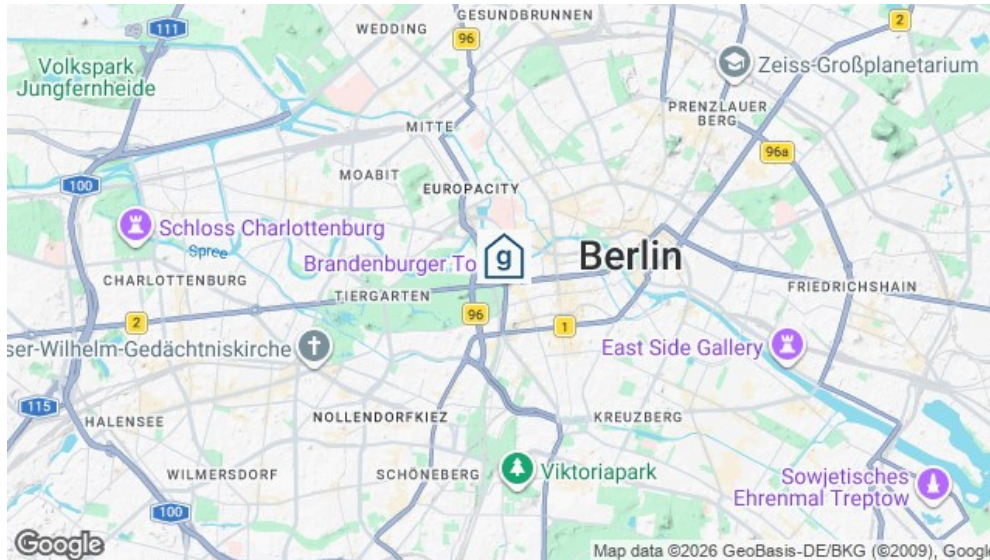 GESUNDBRUNNEN
2
111
WEDDING
96
Volkspark
Jungfernheide
Zeiss-Großplanetarium
PRENZLAUER
BERG
MITTE
96a
MOABIT
100
EUROPACITY
Schloss Charlottenburg
Spree
Brandenburger To
g
Berlin
CHARLOTTENBURG
TIERGARTEN
FRIEDRICHSHAIN
2
96
1
ser-Wilhelm-Gedächtniskirche
East Side Gallery
115
HALENSEE
NOLLENDORFKIEZ
KREUZBERG
WILMERSDORF
SCHÖNEBERG
Viktoriapark
Sowjetisches
Ehrenmal Treptow
100
Google
Map data ©2026 GeoBasis-DE/BKG (©2009), Google